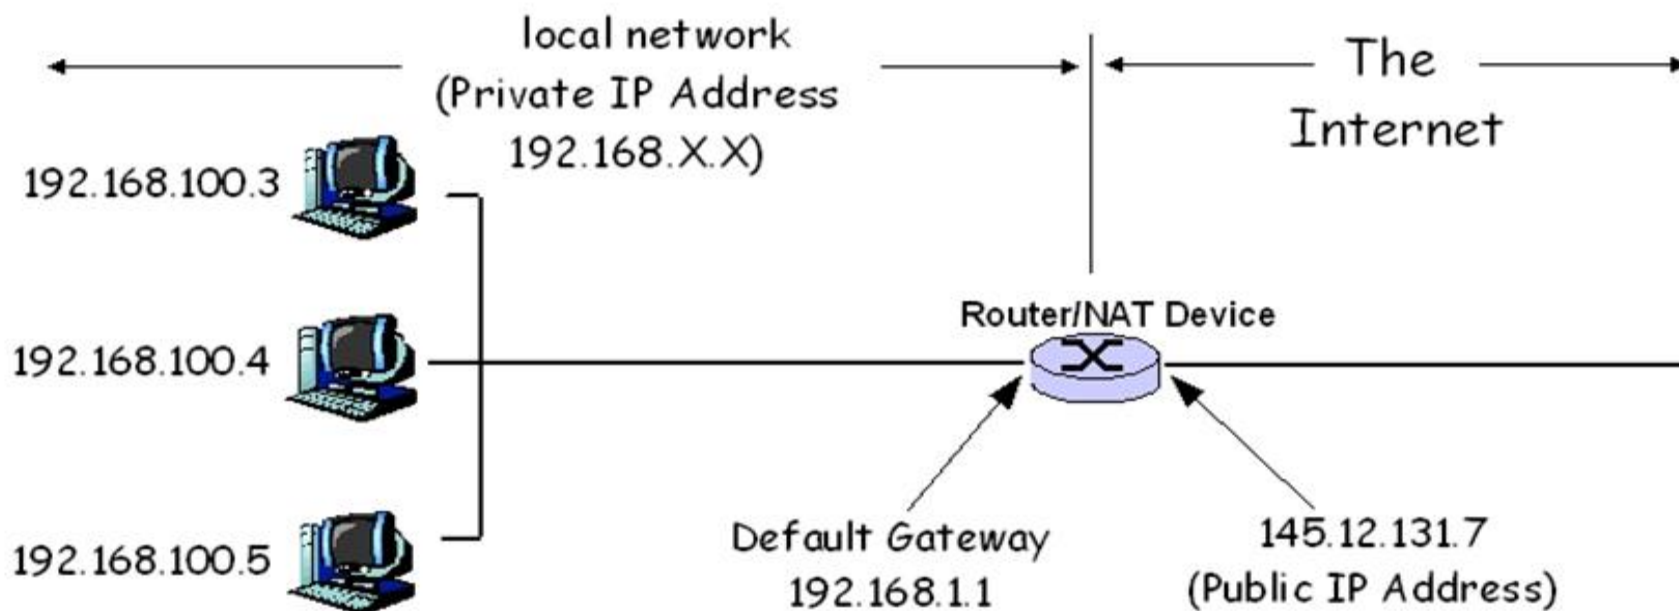 local network
(Private IP Address
192.168.X.X)
The
Internet
192.168.100.3
Router/NAT Device
192.168.100.4
192.168.100.5
Default Gateway
192.168.1.1
145.12.131.7
(Public IP Address)